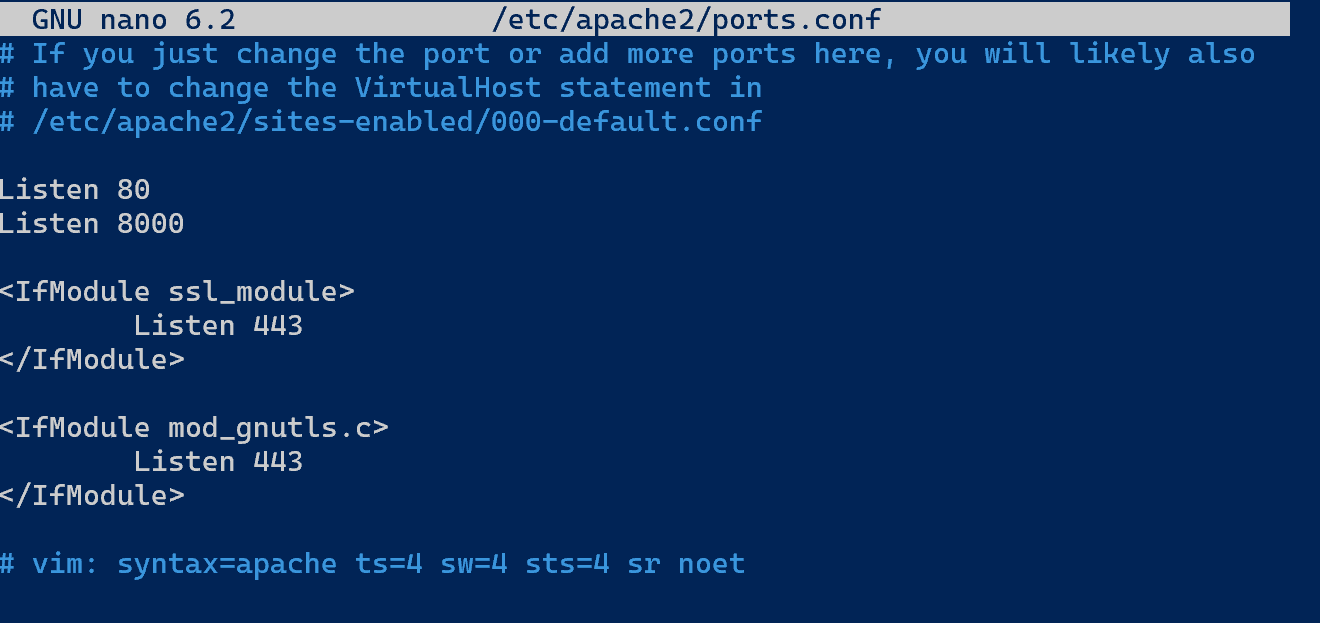 GNU nano 6.2 /etc/apache2/ports.conf
# If you just change the port or add more ports here, you will likely also
# have to change the VirtualHost statement in
# /etc/apache2/sites-enabled/000-default.conf
Listen 80
Listen 8000
<IfModule ssl_module>
Listen 443
</IfModule>
<IfModule mod_gnutls.c>
Listen 443
</IfModule>
# vim: syntax=apache ts=4 sw=4 sts=4 sr noet